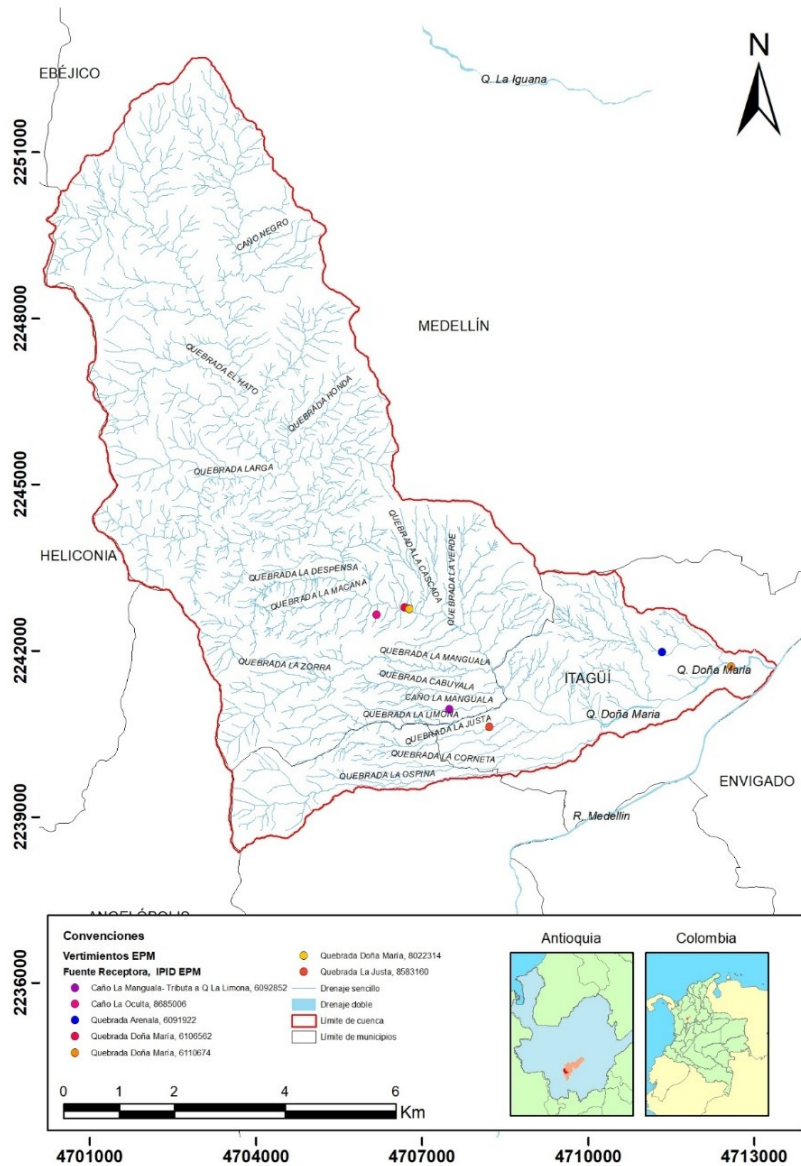 N
EBÉJICO
Q. La Iguana
2251000
CAÑO NEGRO
2248000
MEDELLÍN
QUEBRADA EL HATO
QUEBRADA HONDA
QUEBRADA LARGA
2245000
QUEBRADA LA CASCADA
QUEBRADA LA VERDE
HELICONIA
QUEBRADA LA DESPENSA
QUEBRADA LA MACANA
2242000
QUEBRADA LA MANGUALA
QUEBRADA LA ZORRA
Q. Doña María
QUEBRADA CABUYALA
ITAGÜÍ
CAÑO LA MANGUALA
QUEBRADA LA LIMONA
Q. Doña Maria
QUEBRADA LA JUSTA
QUEBRADA LA CORNETA
QUEBRADA LA OSPINA
ENVIGADO
2239000
R. Medellín
ANGELÓPOLIS
Convenciones
Vertimientos EPM
Fuente Receptora, IPID EPM
Caño La Manguala- Tributa a Q La Limona, 6092852
Caño La Oculta, 8685006
Quebrada Arenala, 6091922
Quebrada Doña María, 6106562
Quebrada Doña María, 6110674
Quebrada Doña María, 8022314
Quebrada La Justa, 8583160
Drenaje sencillo
Drenaje doble
Límite de cuenca
Límite de municipios
Antioquia
Colombia
2236000
0 1 2 4 6
Km
4701000 4704000 4707000 4710000 4713000